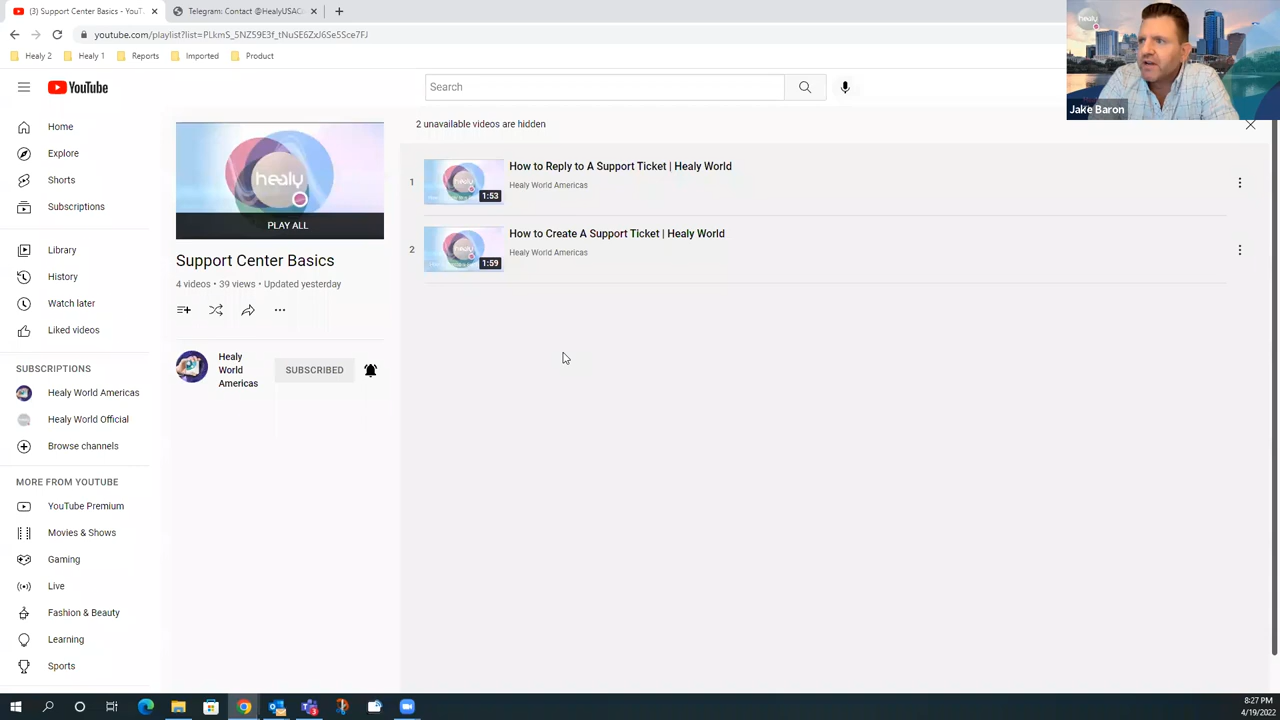 (3) Support Center Basics - YouT
Telegram: Contact @HealyUSACi
youtube.com/playlist?list=PLkmS_5NZ59E3f_tNuSE6ZxJ6Se5Sce7FJ
Healy 2
Healy 1
Reports
Imported
Product
healy
Jake Baron
YouTube
Search
Home
Explore
Shorts
Subscriptions
Library
History
Watch later
Liked videos
SUBSCRIPTIONS
Healy World Americas
Healy World Official
Browse channels
MORE FROM YOUTUBE
YouTube Premium
Movies & Shows
Gaming
Live
Fashion & Beauty
Learning
Sports
healy
PLAY ALL
Support Center Basics
4 videos • 39 views • Updated yesterday
Healy
World
Americas
SUBSCRIBED
2 unavailable videos are hidden
1
healy
1:53
How to Reply to A Support Ticket | Healy World
Healy World Americas
2
healy
1:59
How to Create A Support Ticket | Healy World
Healy World Americas
8:27 PM
4/19/2022